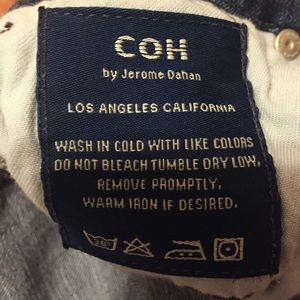 COH
by Jerome Dahan
LOS ANGELES CALIFORNIA
WASH IN COLD WITH LIKE COLORS
DO NOT BLEACH TUMBLE DRY LOW,
REMOVE PROMPTLY,
WARM IRON IF DESIRED.
30°